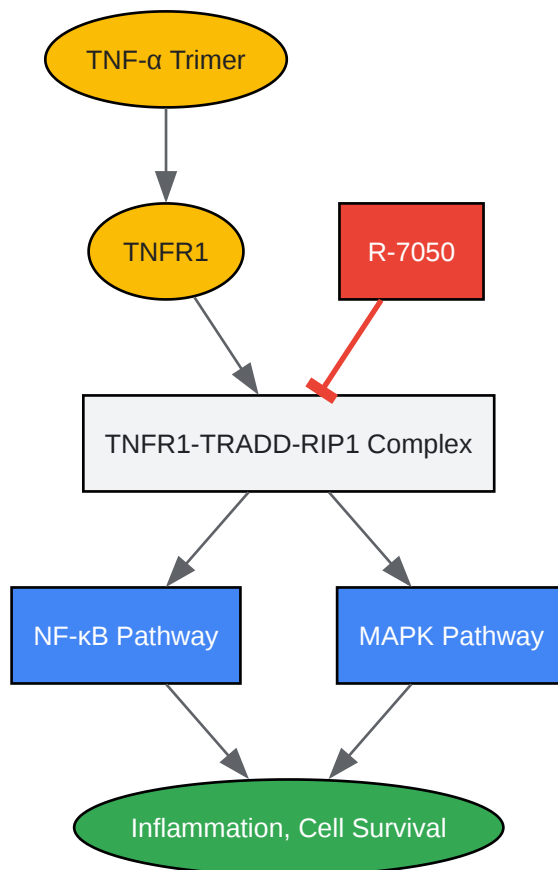 TNF-α Trimer
TNFR1
R-7050
TNFR1-TRADD-RIP1 Complex
NF-κB Pathway
MAPK Pathway
Inflammation, Cell Survival